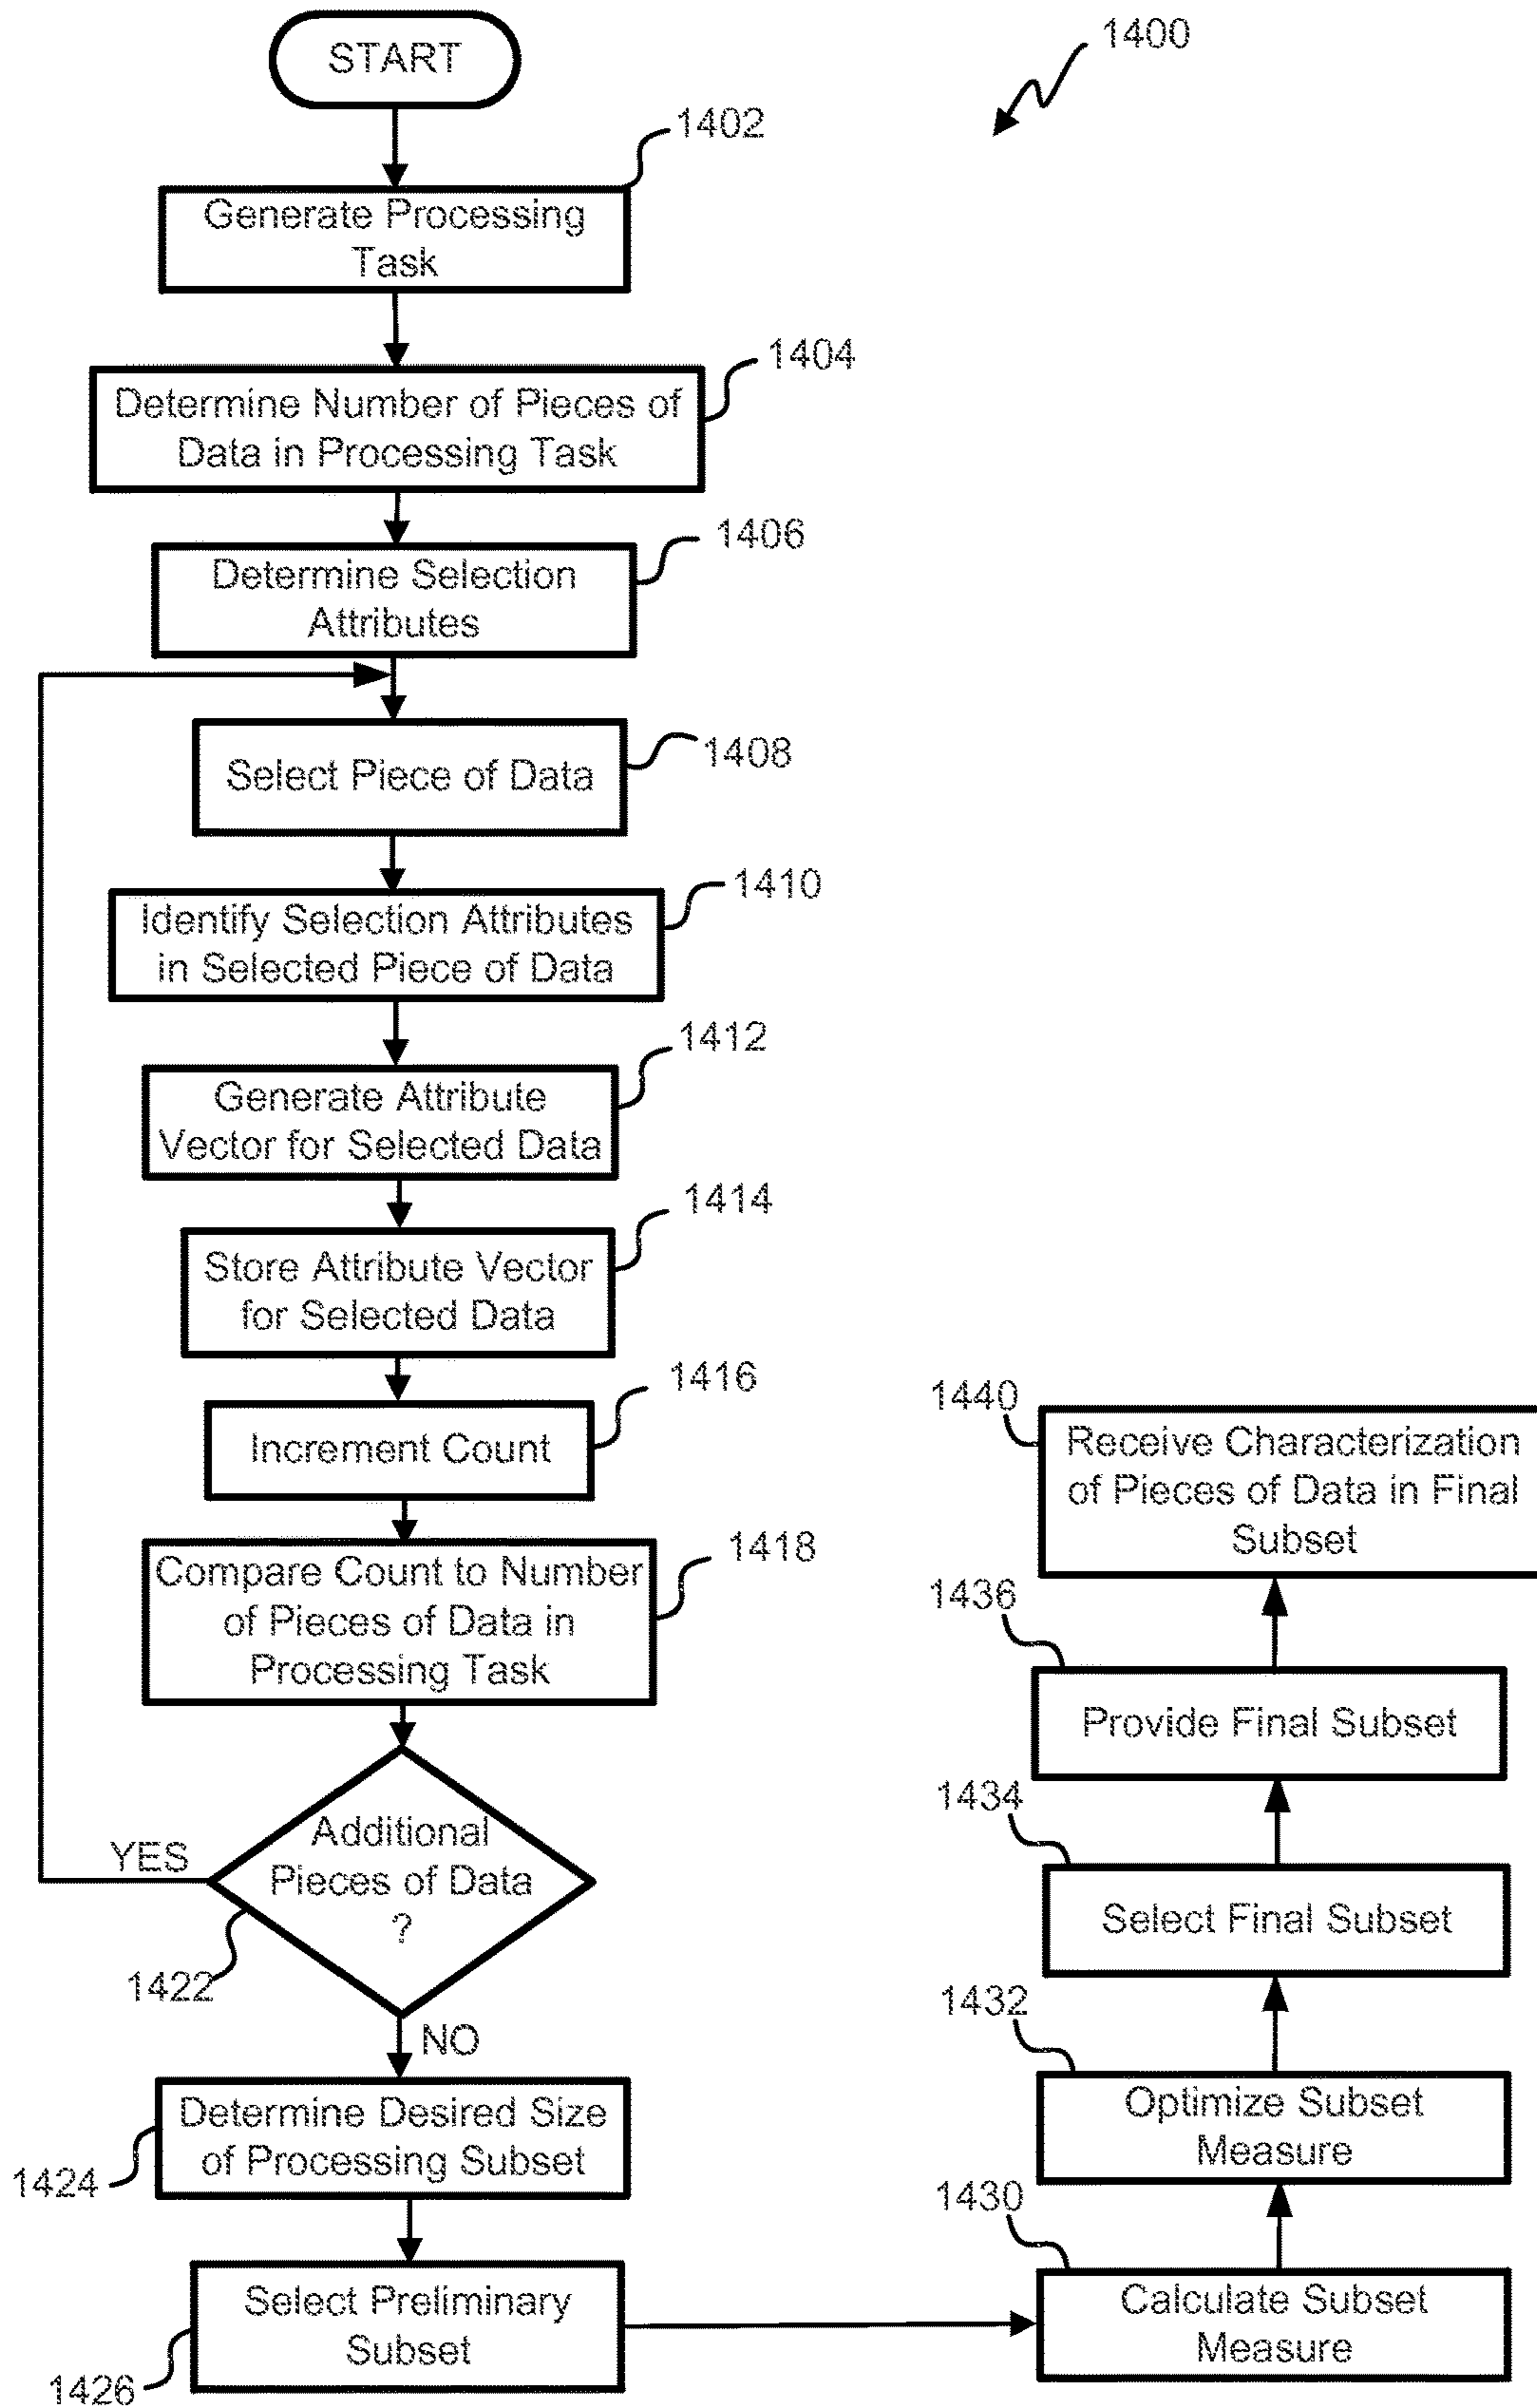 START
1400
1402
Generate Processing
Task
1404
Determine Number of Pieces of
Data in Processing Task
1406
Determine Selection
Attributes
1408
Select Piece of Data
1410
Identify Selection Attributes
in Selected Piece of Data
1412
Generate Attribute
Vector for Selected Data
1414
Store Attribute Vector
for Selected Data
1416
Increment Count
1418
Compare Count to Number
of Pieces of Data in
Processing Task
Additional
Pieces of Data
?
YES
1422
NO
Determine Desired Size
of Processing Subset
1424
Select Preliminary
Subset
1426
1440
Receive Characterization
of Pieces of Data in Final
Subset
1436
Provide Final Subset
1434
Select Final Subset
1432
Optimize Subset
Measure
1430
Calculate Subset
Measure